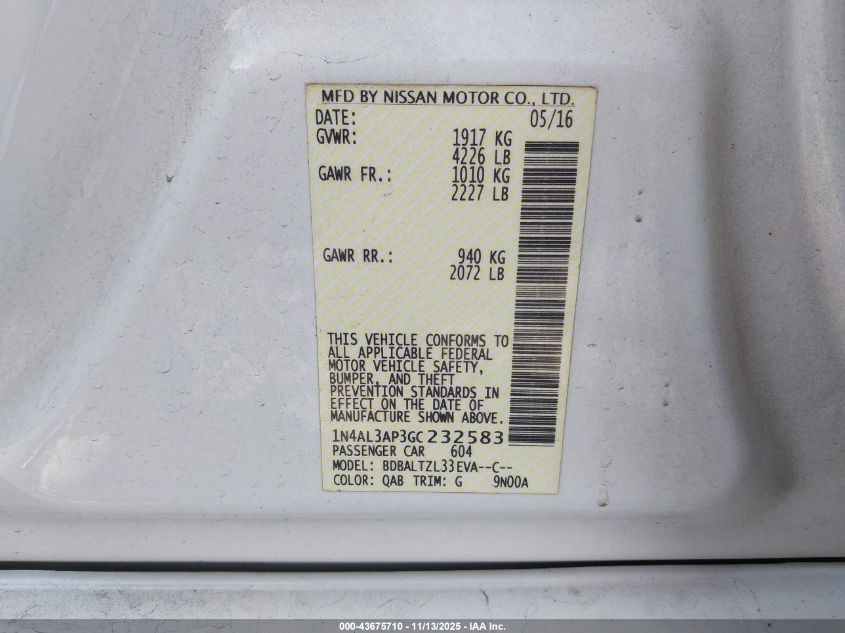 MFD BY NISSAN MOTOR CO., LTD.
DATE: 05/16
GVWR: 1917 KG
4226 LB
GAWR FR.: 1010 KG
2227 LB
GAWR RR.: 940 KG
2072 LB
THIS VEHICLE CONFORMS TO
ALL APPLICABLE FEDERAL
MOTOR VEHICLE SAFETY,
BUMPER, AND THEFT
PREVENTION STANDARDS IN
EFFECT ON THE DATE OF
MANUFACTURE SHOWN ABOVE.
1N4AL3AP3GC232583
PASSENGER CAR 604
MODEL: BDBALTZL33EVA--C--
COLOR: QAB TRIM: G 9N00A
000-43675710 - 11/13/2025 - IAA Inc.